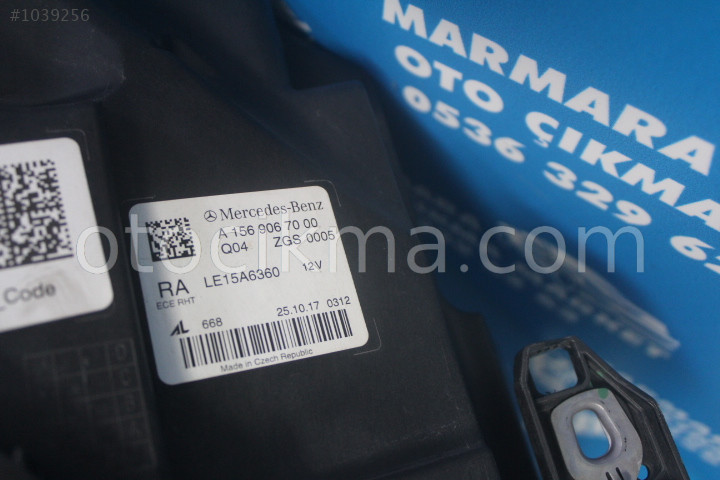 #1039256
MARMARA
OTO ÇIKMA
0536 329 6
_Code
Mercedes-Benz
A 156 906 70 00
Q04 ZGS 0005
RA LE15A6360 12V
ECE RHT
AL 668 25.10.17 0312
Made in Czech Republic
otocikma.com